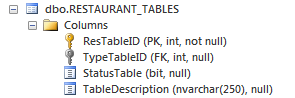 dbo.RESTAURANT_TABLES
Columns
ResTableID (PK, int, not null)
TypeTableID (FK, int, null)
StatusTable (bit, null)
TableDescription (nvarchar(250), null)